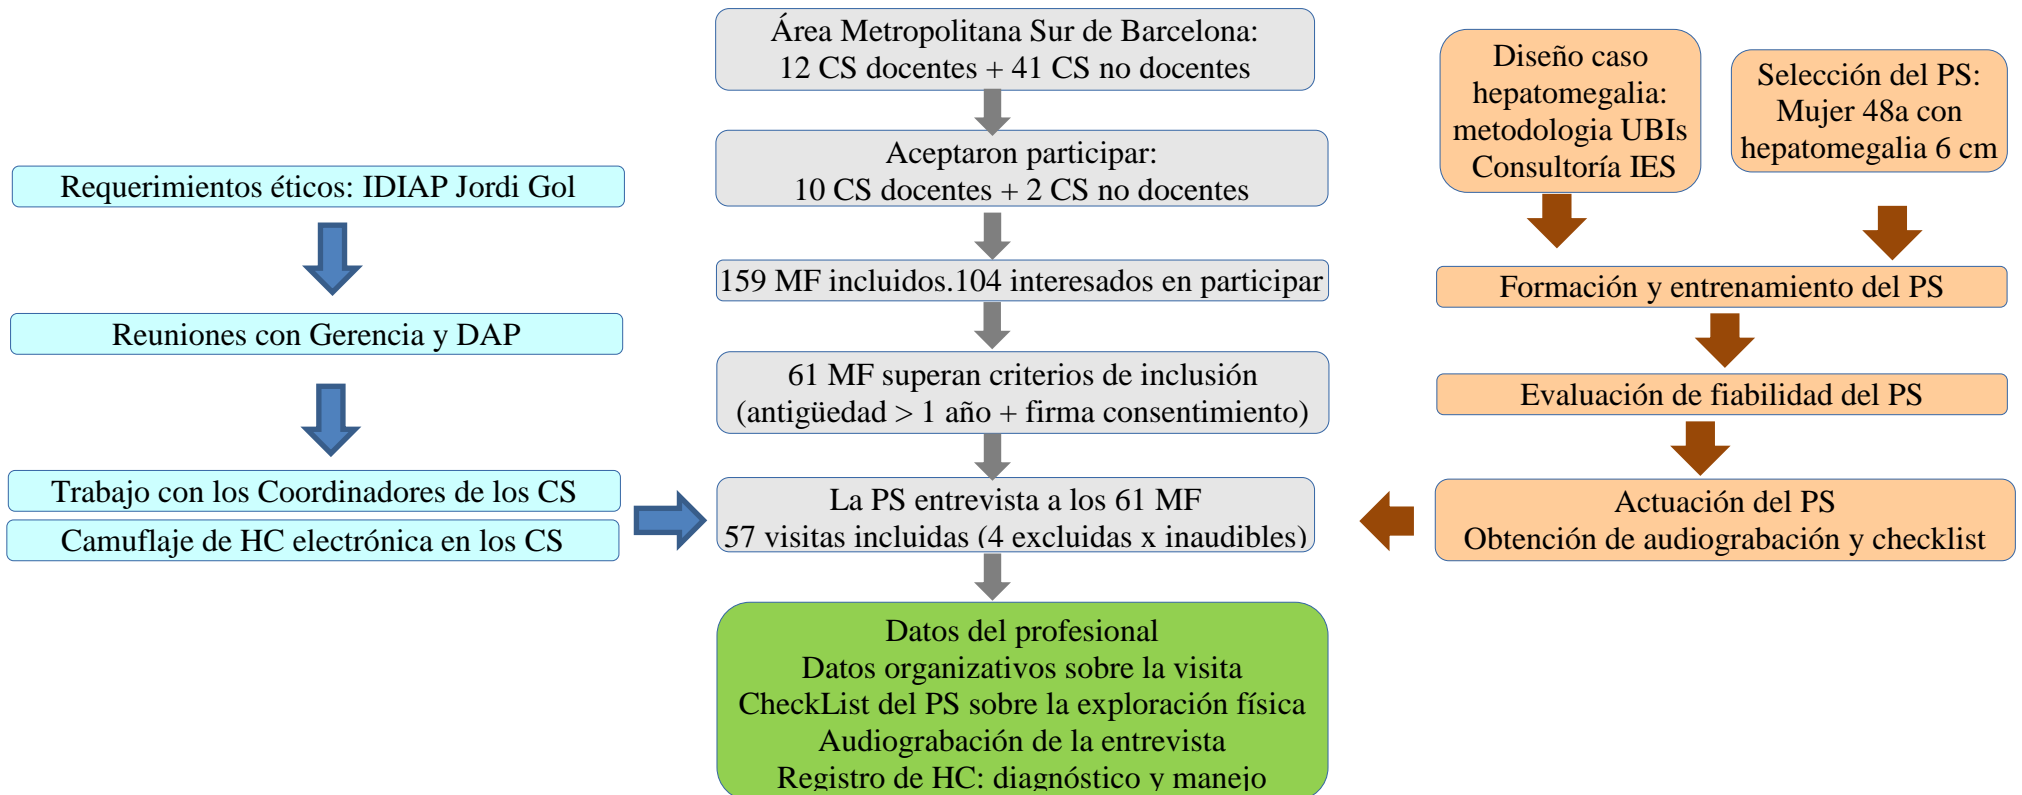 Área Metropolitana Sur de Barcelona:
12 CS docentes + 41 CS no docentes
Aceptaron participar:
10 CS docentes + 2 CS no docentes
159 MF incluidos.104 interesados en participar
61 MF superan criterios de inclusión
(antigüedad > 1 año + firma consentimiento)
La PS entrevista a los 61 MF
57 visitas incluidas (4 excluidas x inaudibles)
Datos del profesional
Datos organizativos sobre la visita
CheckList del PS sobre la exploración física
Audiograbación de la entrevista
Registro de HC: diagnóstico y manejo
Requerimientos éticos: IDIAP Jordi Gol
Reuniones con Gerencia y DAP
Trabajo con los Coordinadores de los CS
Camuflaje de HC electrónica en los CS
Diseño caso
hepatomegalia:
metodologia UBIs
Consultoría IES
Selección del PS:
Mujer 48a con
hepatomegalia 6 cm
Formación y entrenamiento del PS
Evaluación de fiabilidad del PS
Actuación del PS
Obtención de audiograbación y checklist